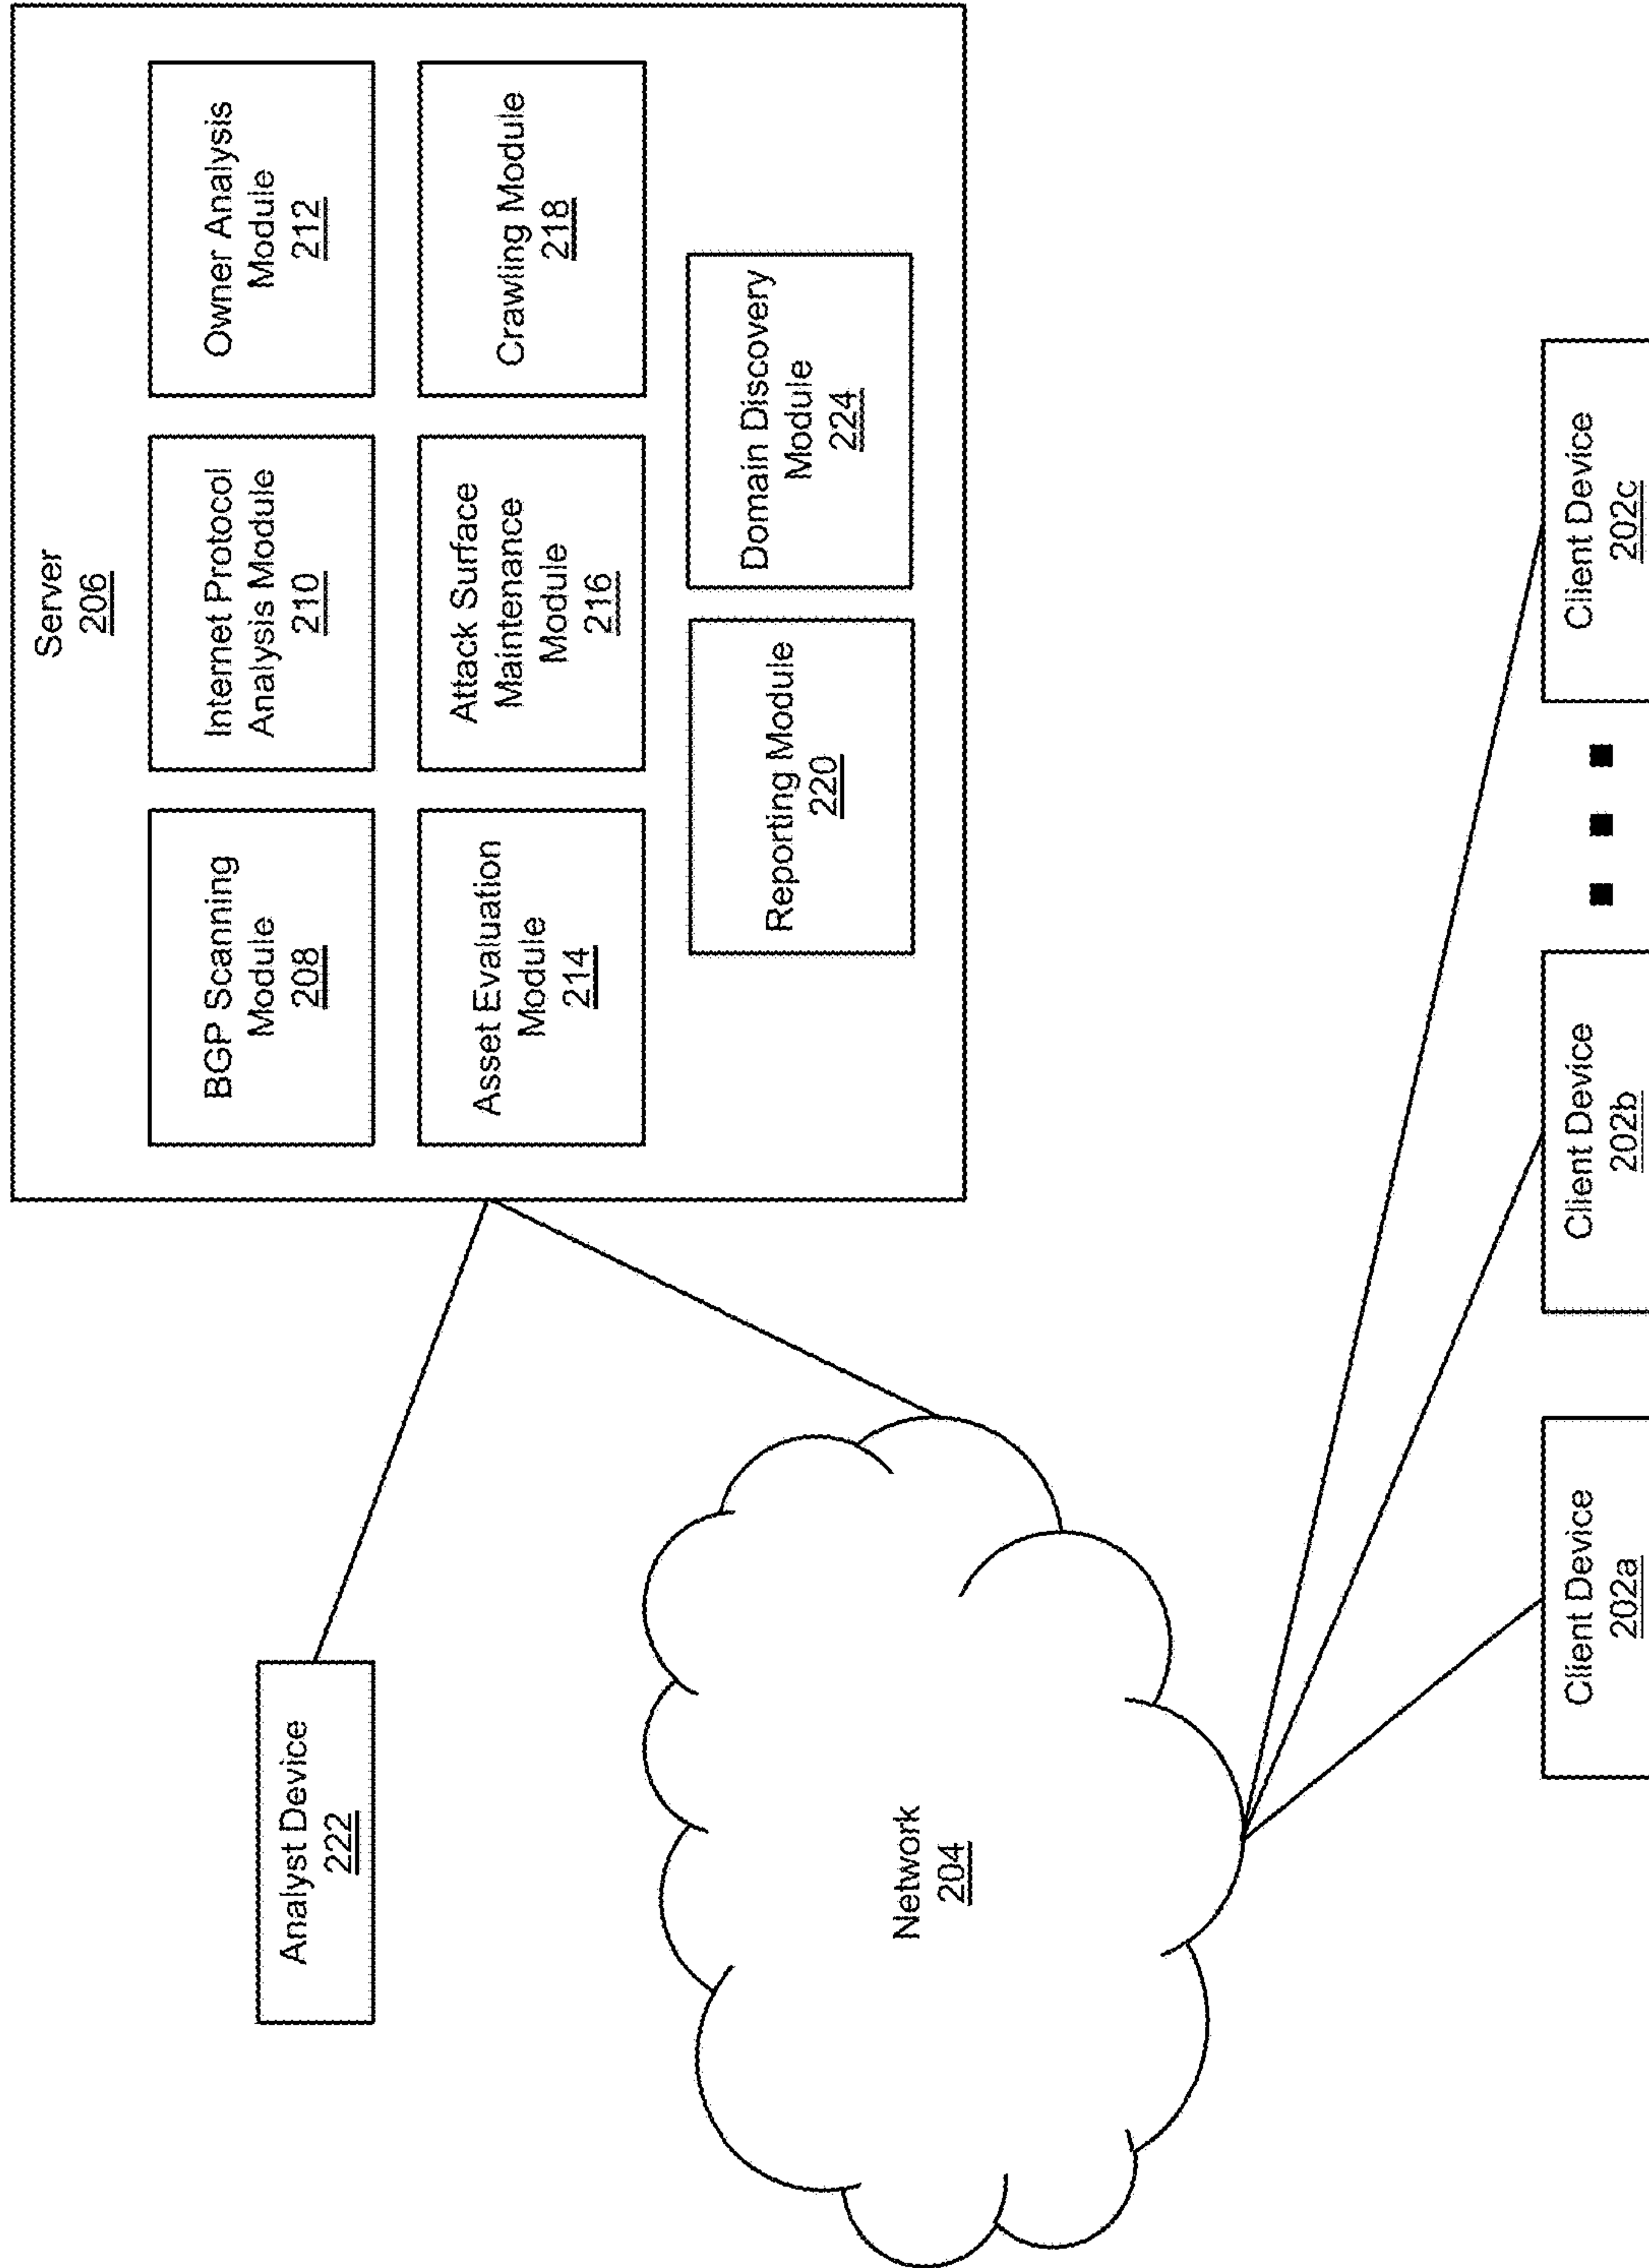 Server
206
BGP Scanning
Module
208
Internet Protocol
Analysis Module
210
Owner Analysis
Module
212
Asset Evaluation
Module
214
Attack Surface
Maintenance
Module
216
Crawling Module
218
Reporting Module
220
Domain Discovery
Module
224
Analyst Device
222
Network
204
Client Device
202a
Client Device
202b
Client Device
202c